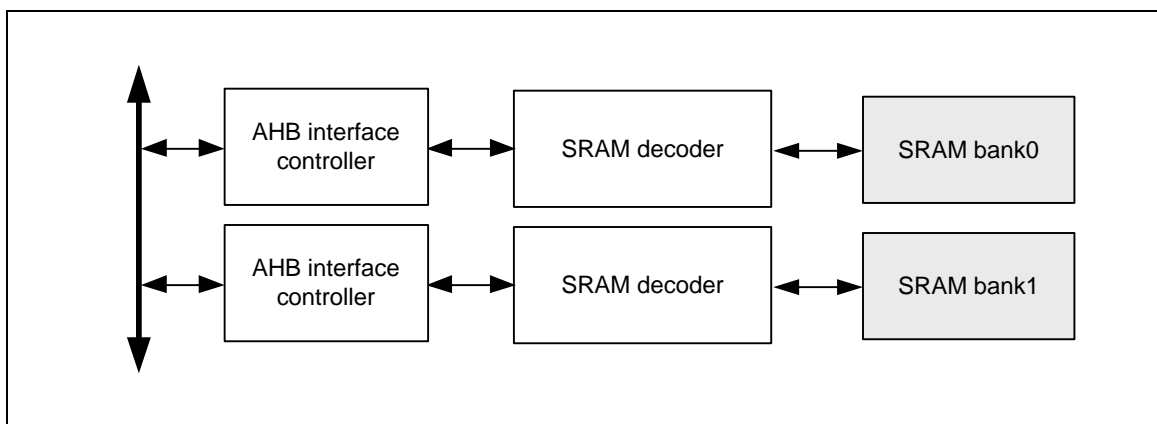 AHB interface
controller
SRAM decoder
SRAM bank0
AHB interface
controller
SRAM decoder
SRAM bank1